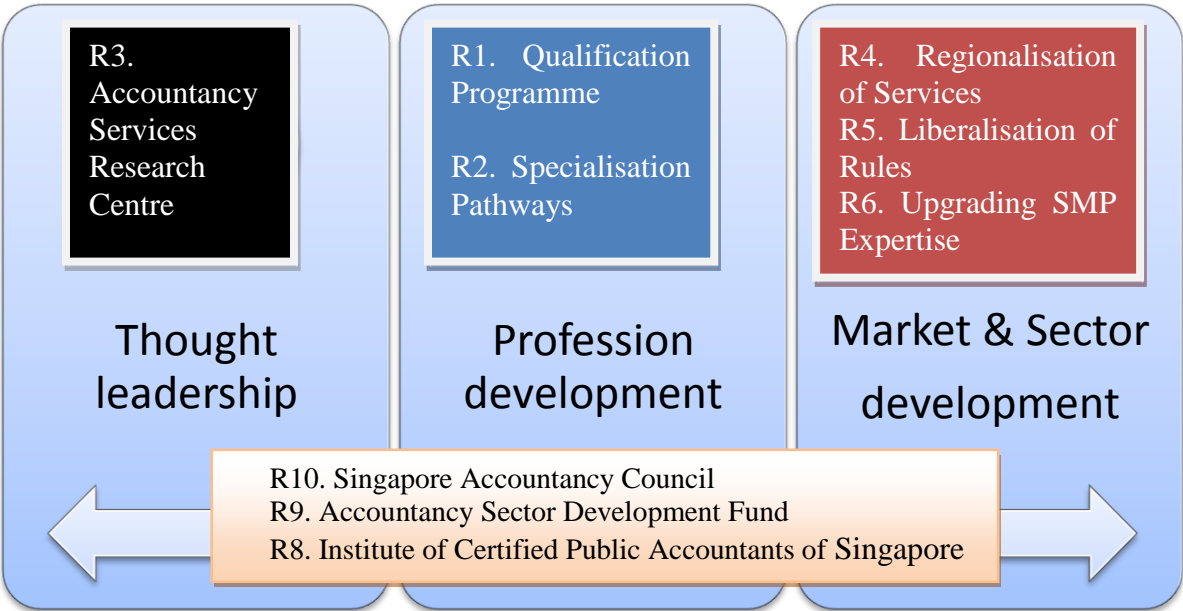 R3.
Accountancy
Services
Research
Centre
Thought
leadership
R1. Qualification
Programme
R2. Specialisation
Pathways
Profession
development
R4. Regionalisation
of Services
R5. Liberalisation of
Rules
R6. Upgrading SMP
Expertise
Market & Sector
development
R10. Singapore Accountancy Council
R9. Accountancy Sector Development Fund
R8. Institute of Certified Public Accountants of Singapore